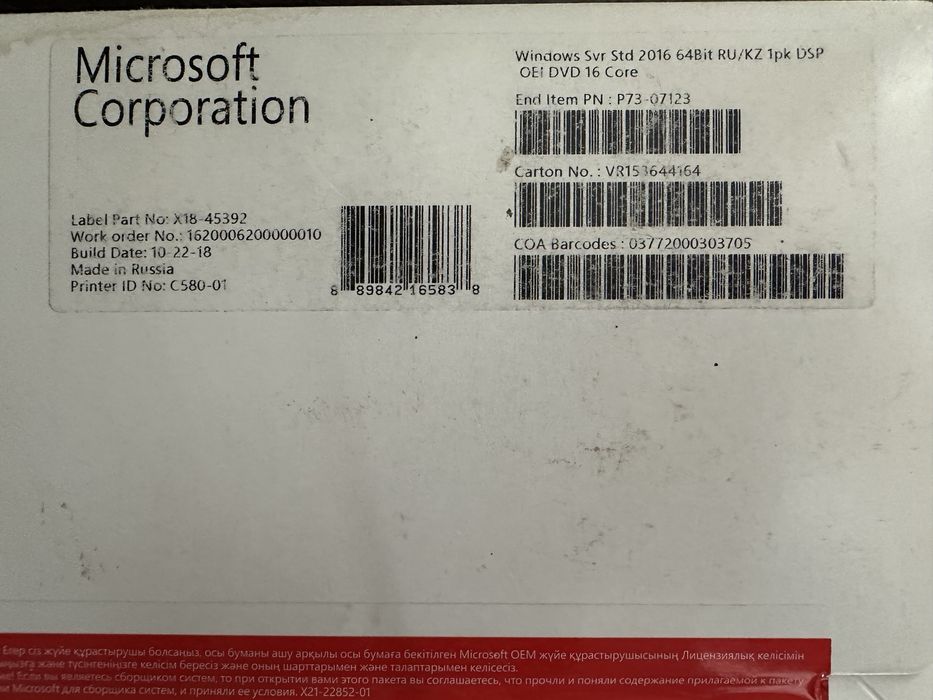 Microsoft
Corporation
Windows Svr Std 2016 64Bit RU/KZ 1pk DSP
OEI DVD 16 Core
End Item PN : P73-07123
Carton No. : VR153644164
Label Part No: X18-45392
Work order No.: 1620006200000010
Build Date: 10-22-18
Made in Russia
Printer ID No: C580-01
8 89842 16583 8
COA Barcodes : 03772000303705
Егер сіз жүйе құрастырушы болсаңыз, осы буманы ашу арқылы осы бумаға бекітілген Microsoft OEM жүйе құрастырушысының Лицензиялық келісімін
және түсінгеніңізге келісім бересіз және оның шарттарымен және талаптарымен келісесіз.
Если вы являетесь сборщиком систем, то при открытии вами этого пакета вы соглашаетесь, что прочли и поняли содержание прилагаемой к пакету
Microsoft для сборщика систем, и приняли ее условия. X21-22852-01